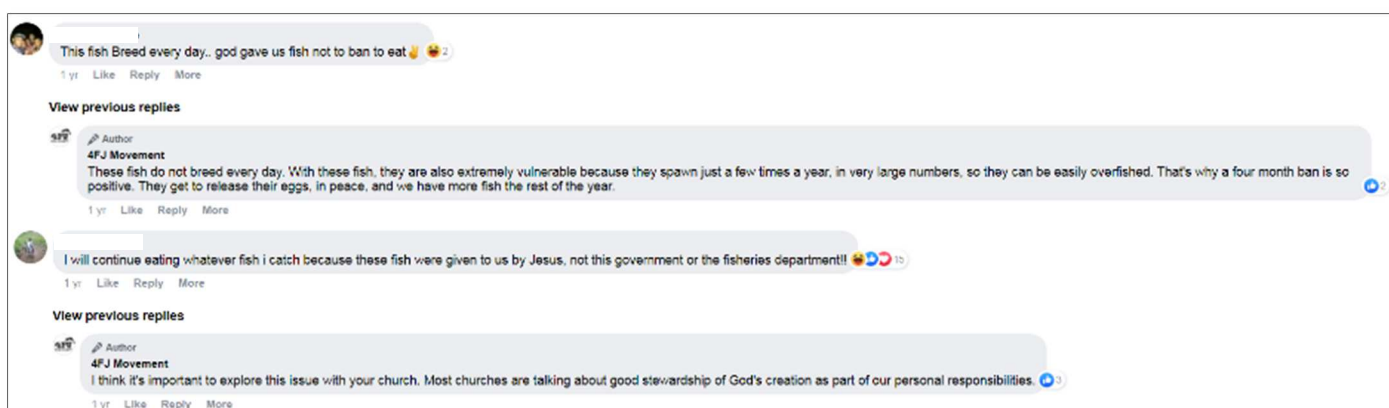 This fish Breed every day.. god gave us fish not to ban to eat✌ 2
1 yr Like Reply More
View previous replies
Author
4FJ Movement
These fish do not breed every day. With these fish, they are also extremely vulnerable because they spawn just a few times a year, in very large numbers, so they can be easily overfished. That's why a four month ban is so
positive. They get to release their eggs, in peace, and we have more fish the rest of the year.
2
1 yr Like Reply More
I will continue eating whatever fish i catch because these fish were given to us by Jesus, not this government or the fisheries department!! 15
1 yr Like Reply More
View previous replies
Author
4FJ Movement
I think it's important to explore this issue with your church. Most churches are talking about good stewardship of God's creation as part of our personal responsibilities. 3
1 yr Like Reply More